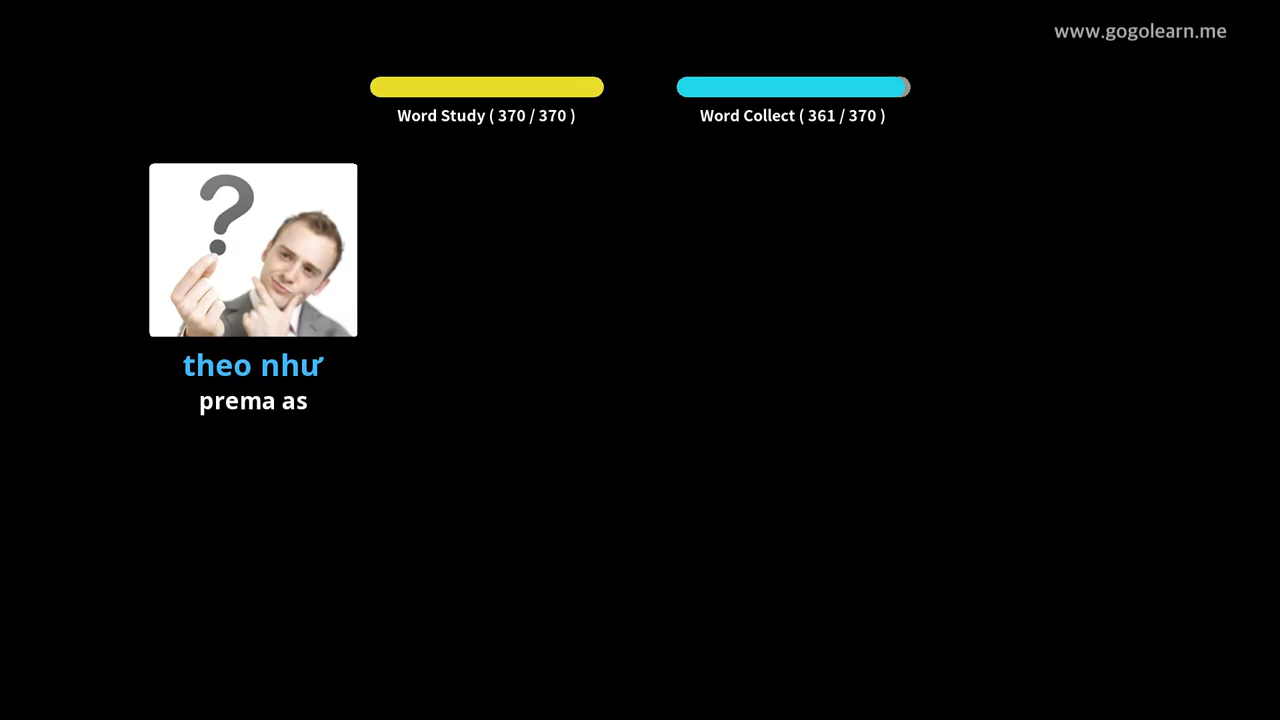 www.gogolearn.me
Word Study ( 370 / 370 )
Word Collect ( 361 / 370 )
?
theo như
prema as